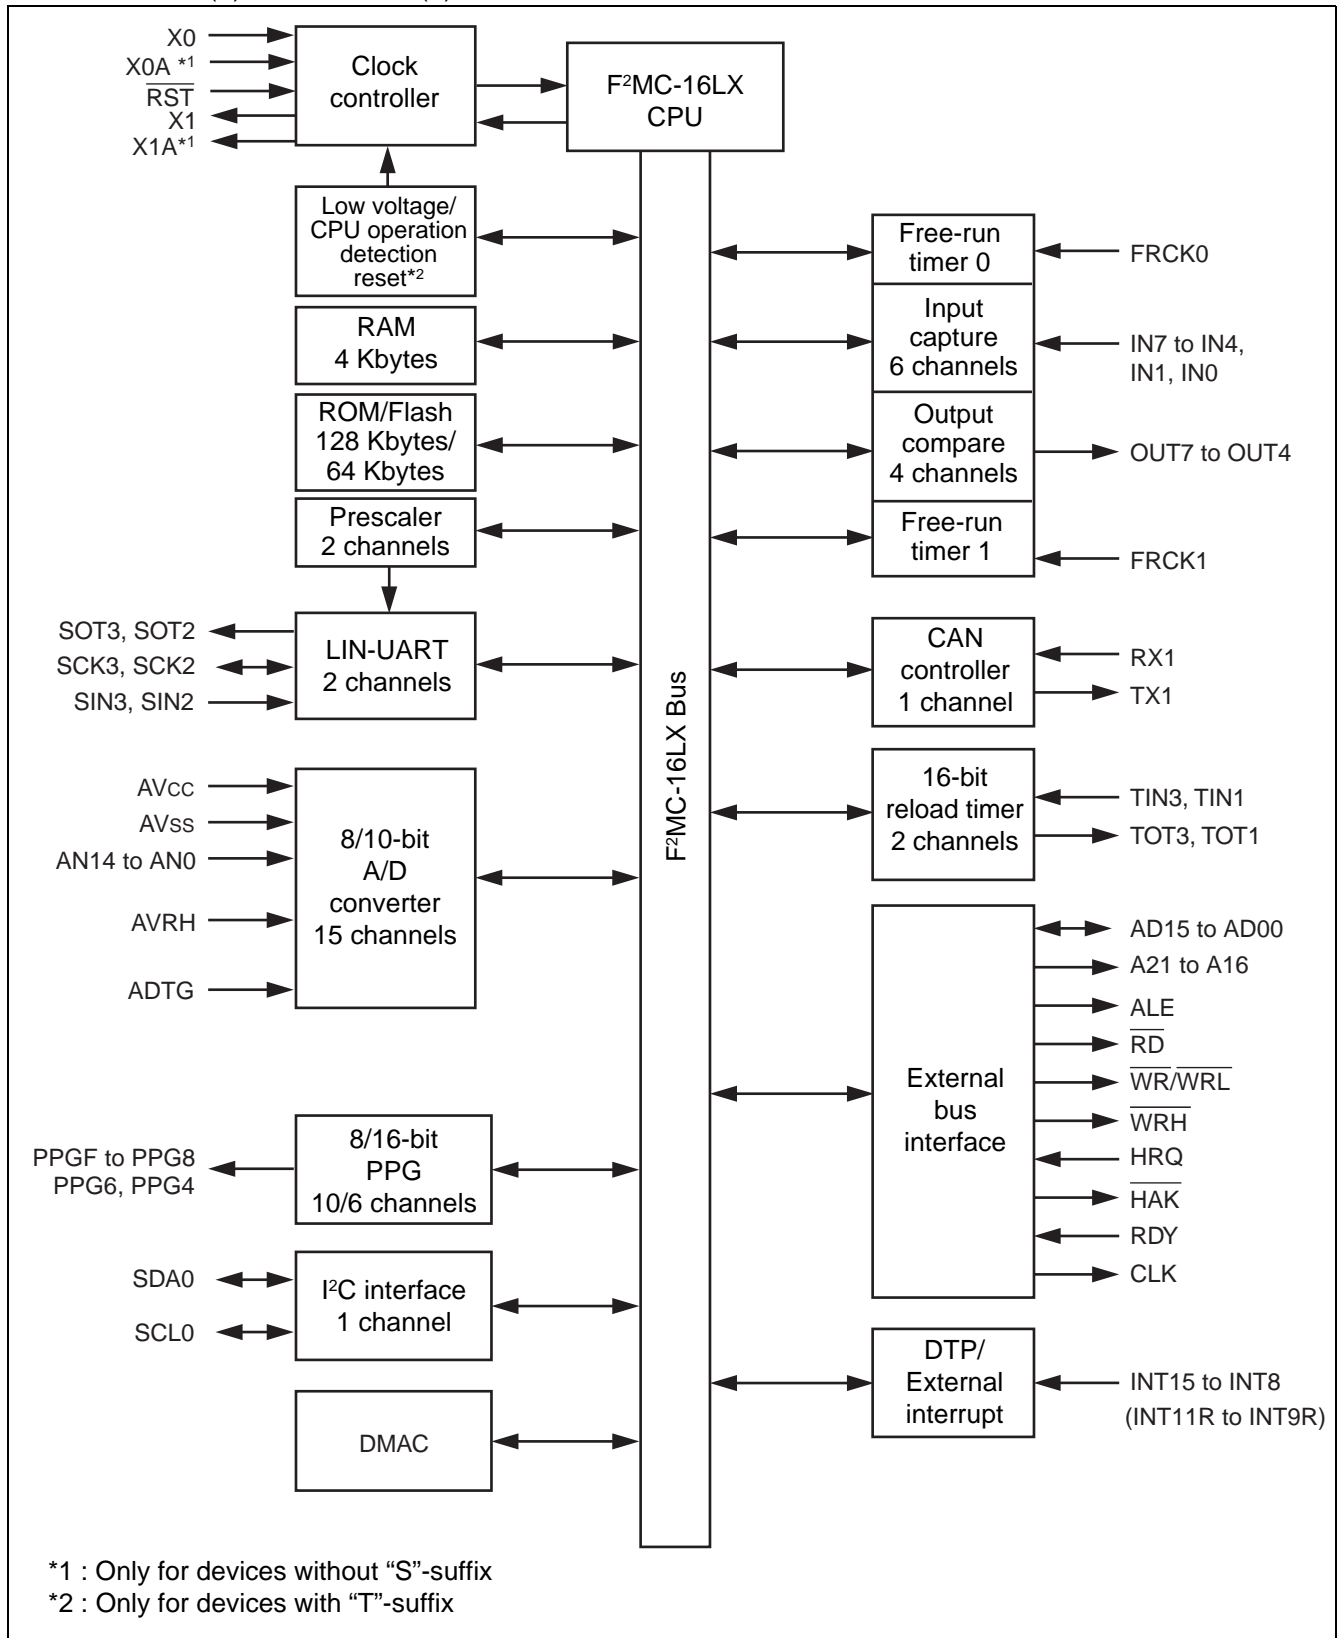 X0
X0A *1
RST
X1
X1A*1
Clock
controller
F2MC-16LX
CPU
Low voltage/
CPU operation
detection
reset*2
RAM
4 Kbytes
ROM/Flash
128 Kbytes/
64 Kbytes
Prescaler
2 channels
SOT3, SOT2
SCK3, SCK2
SIN3, SIN2
LIN-UART
2 channels
AVCC
AVSS
AN14 to AN0
AVRH
ADTG
8/10-bit
A/D
converter
15 channels
PPGF to PPG8
PPG6, PPG4
8/16-bit
PPG
10/6 channels
SDA0
SCL0
I2C interface
1 channel
DMAC
F2MC-16LX Bus
Free-run
timer 0
FRCK0
Input
capture
6 channels
IN7 to IN4,
IN1, IN0
Output
compare
4 channels
OUT7 to OUT4
Free-run
timer 1
FRCK1
CAN
controller
1 channel
RX1
TX1
16-bit
reload timer
2 channels
TIN3, TIN1
TOT3, TOT1
External
bus
interface
AD15 to AD00
A21 to A16
ALE
RD
WR/WRL
WRH
HRQ
HAK
RDY
CLK
DTP/
External
interrupt
INT15 to INT8
(INT11R to INT9R)
*1 : Only for devices without “S”-suffix
*2 : Only for devices with “T”-suffix